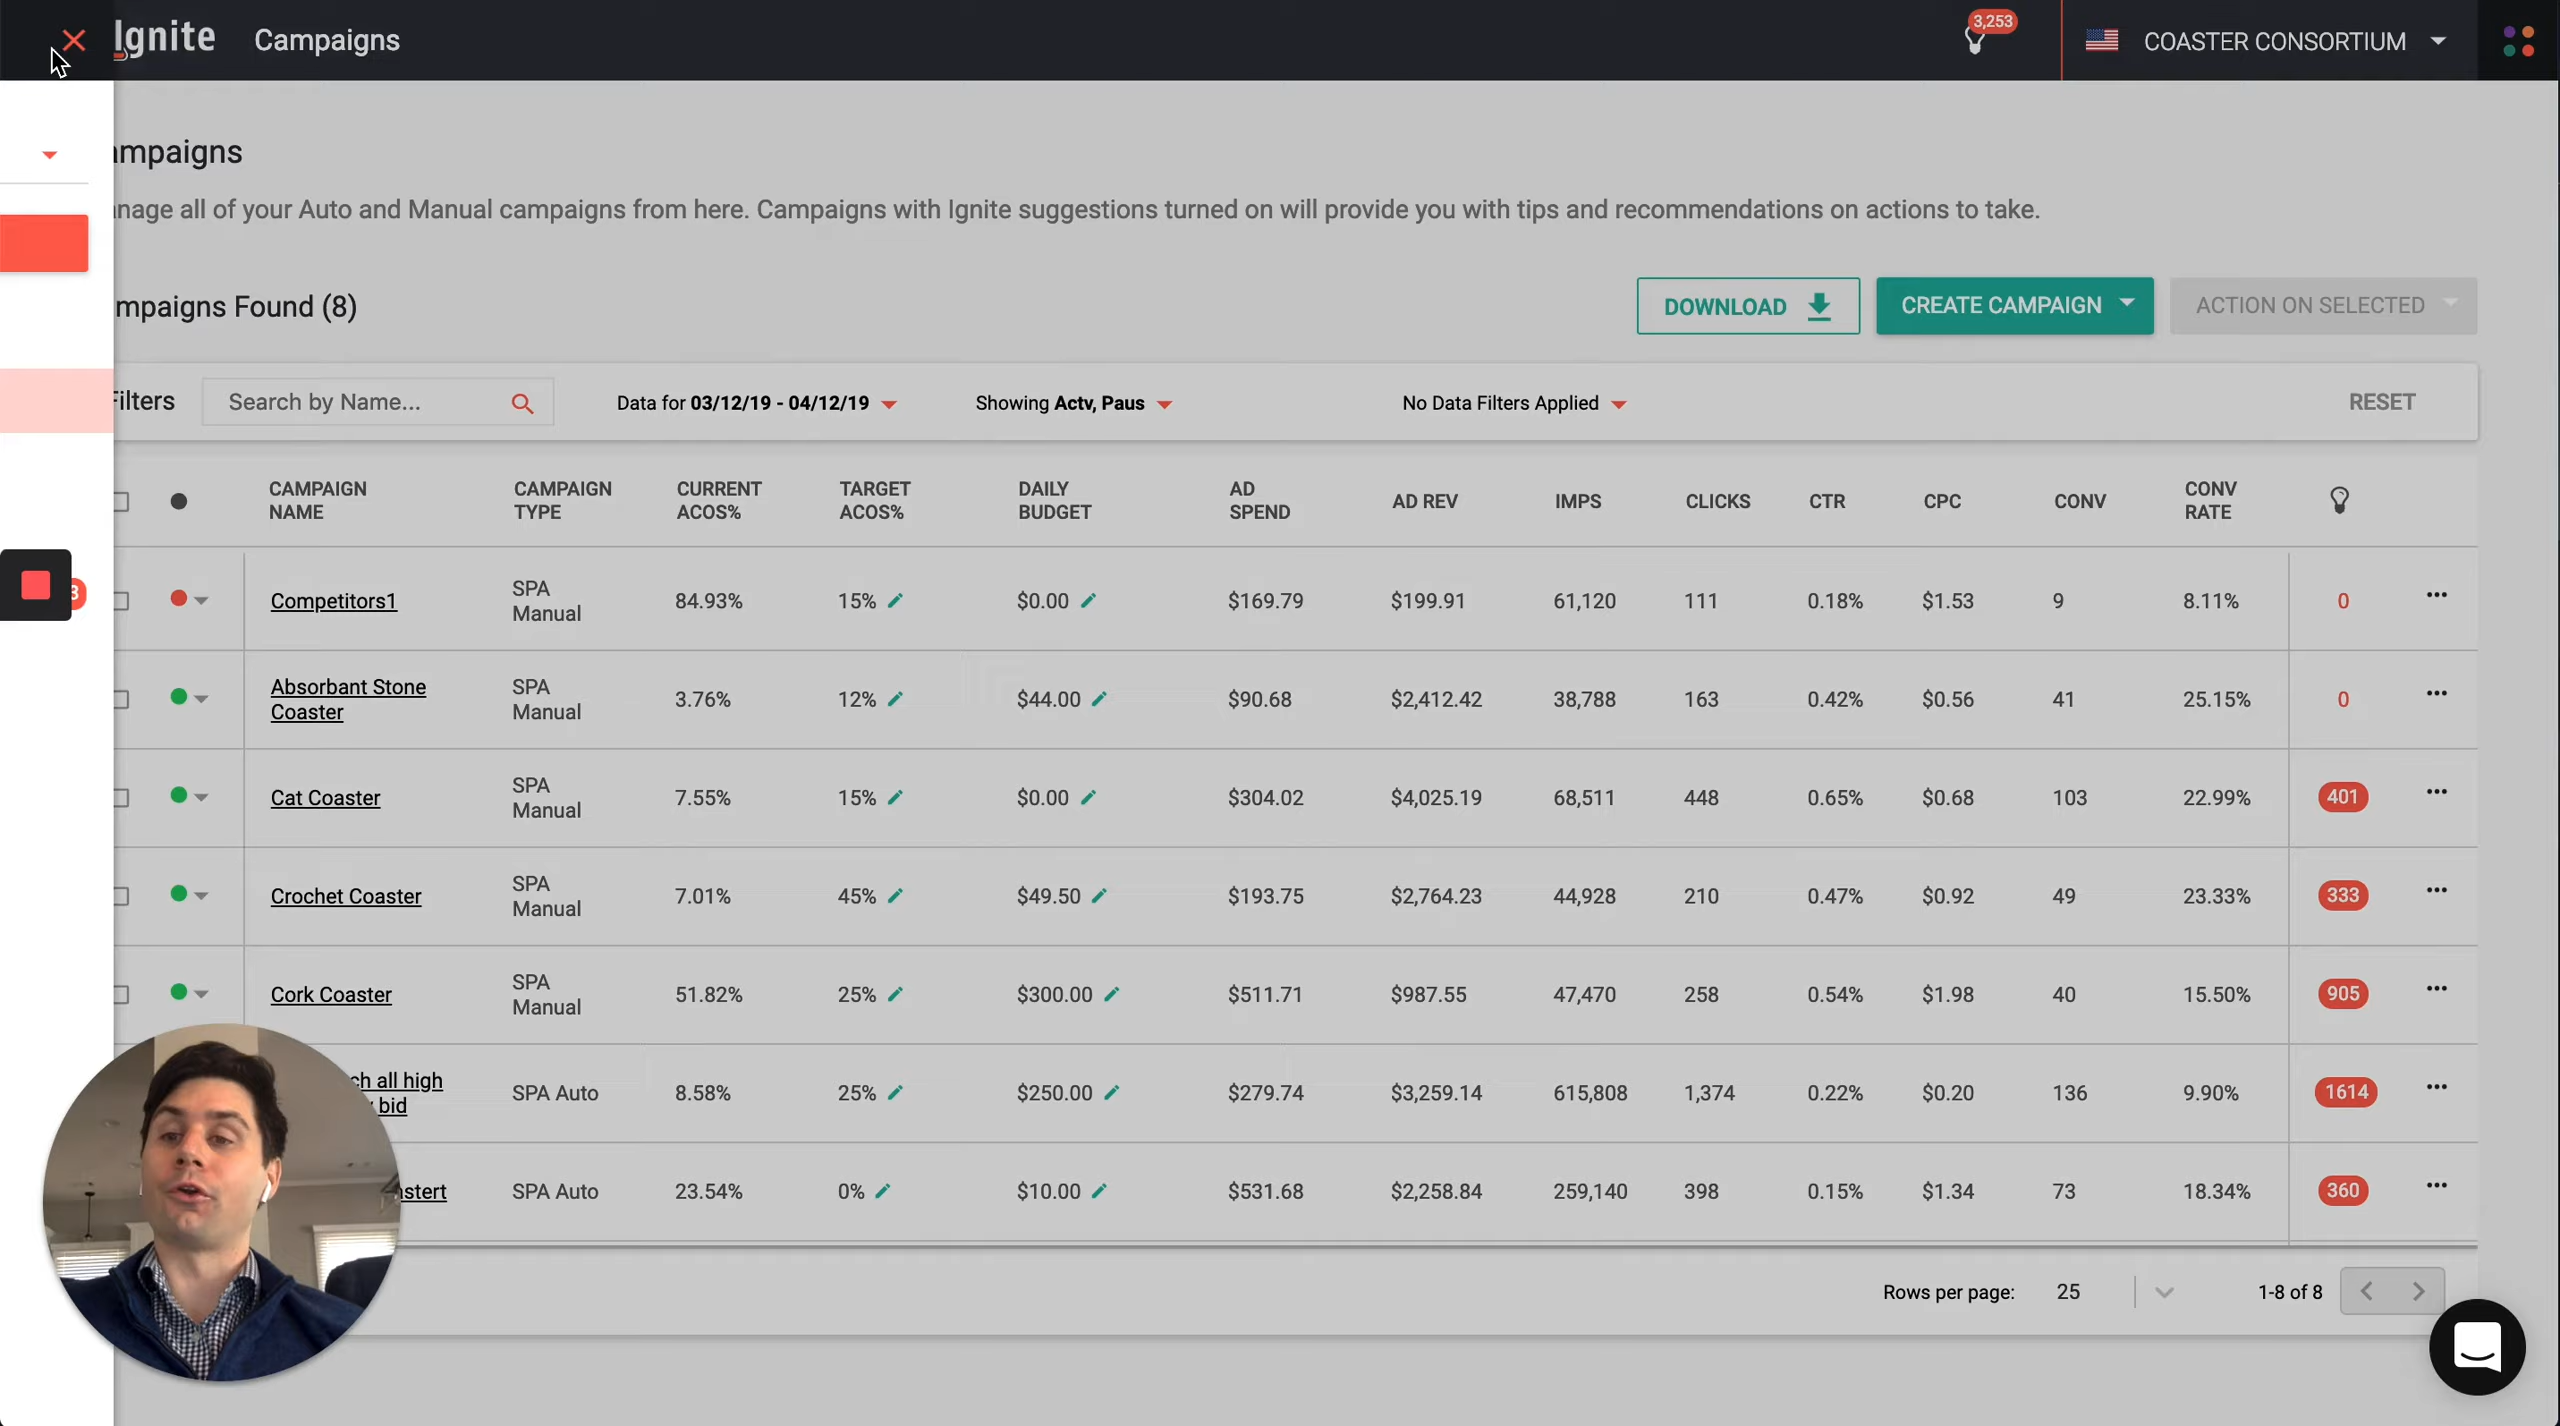 Ignite Campaigns 3,253 COASTER CONSORTIUM
ampaigns
anage all of your Auto and Manual campaigns from here. Campaigns with Ignite suggestions turned on will provide you with tips and recommendations on actions to take.
mpaigns Found (8) DOWNLOAD CREATE CAMPAIGN ACTION ON SELECTED
Filters Search by Name... Data for 03/12/19 - 04/12/19 Showing Actv, Paus No Data Filters Applied RESET
CAMPAIGN NAME CAMPAIGN TYPE CURRENT ACOS% TARGET ACOS% DAILY BUDGET AD SPEND AD REV IMPS CLICKS CTR CPC CONV CONV RATE
3 Competitors1 SPA Manual 84.93% 15% $0.00 $169.79 $199.91 61,120 111 0.18% $1.53 9 8.11% 0 ...
Absorbant Stone Coaster SPA Manual 3.76% 12% $44.00 $90.68 $2,412.42 38,788 163 0.42% $0.56 41 25.15% 0 ...
Cat Coaster SPA Manual 7.55% 15% $0.00 $304.02 $4,025.19 68,511 448 0.65% $0.68 103 22.99% 401 ...
Crochet Coaster SPA Manual 7.01% 45% $49.50 $193.75 $2,764.23 44,928 210 0.47% $0.92 49 23.33% 333 ...
Cork Coaster SPA Manual 51.82% 25% $300.00 $511.71 $987.55 47,470 258 0.54% $1.98 40 15.50% 905 ...
ch all high bid SPA Auto 8.58% 25% $250.00 $279.74 $3,259.14 615,808 1,374 0.22% $0.20 136 9.90% 1614 ...
stert SPA Auto 23.54% 0% $10.00 $531.68 $2,258.84 259,140 398 0.15% $1.34 73 18.34% 360 ...
Rows per page: 25 1-8 of 8